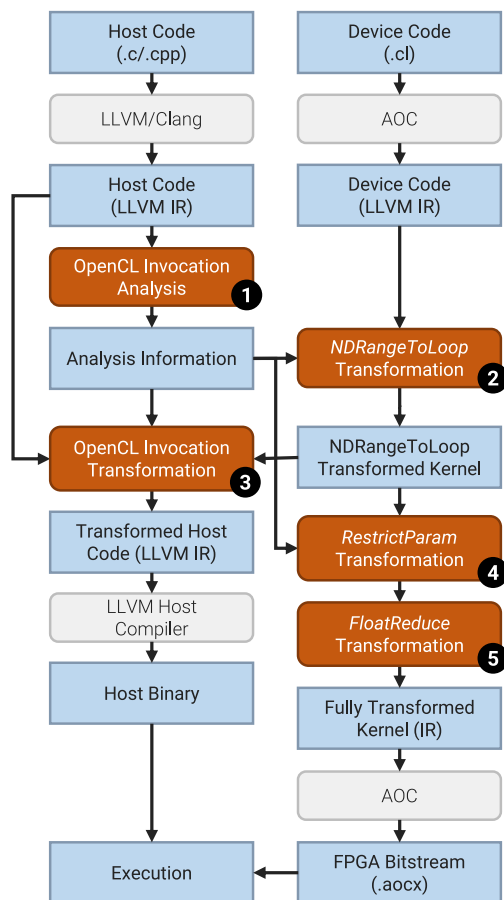 Host Code
(.c/.cpp)
Device Code
(.cl)
LLVM/Clang
AOC
Host Code
(LLVM IR)
Device Code
(LLVM IR)
OpenCL Invocation
Analysis
1
Analysis Information
NDRangeToLoop
Transformation
2
OpenCL Invocation
Transformation
3
NDRangeToLoop
Transformed Kernel
Transformed Host
Code (LLVM IR)
RestrictParam
Transformation
4
LLVM Host
Compiler
FloatReduce
Transformation
5
Host Binary
Fully Transformed
Kernel (IR)
AOC
Execution
FPGA Bitstream
(.aocx)